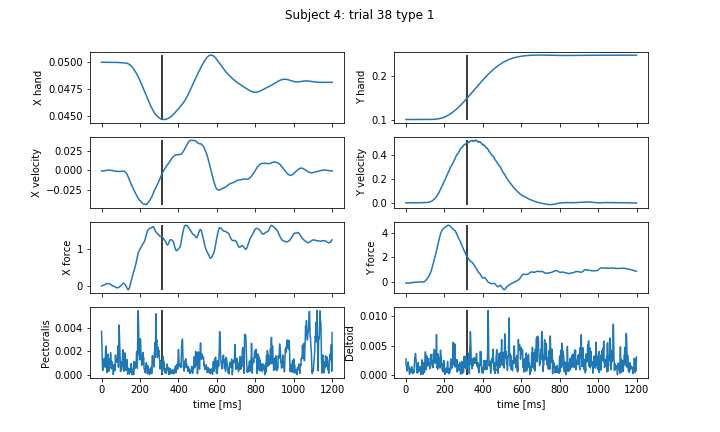 Subject 4: trial 38 type 1
X hand
0.0500
0.0475
0.0450
Y hand
0.2
0.1
X velocity
0.025
0.000
−0.025
Y velocity
0.4
0.2
0.0
X force
1
0
Y force
4
2
0
Pectoralis
0.004
0.002
0.000
0 200 400 600 800 1000 1200
time [ms]
Deltoid
0.010
0.005
0.000
0 200 400 600 800 1000 1200
time [ms]